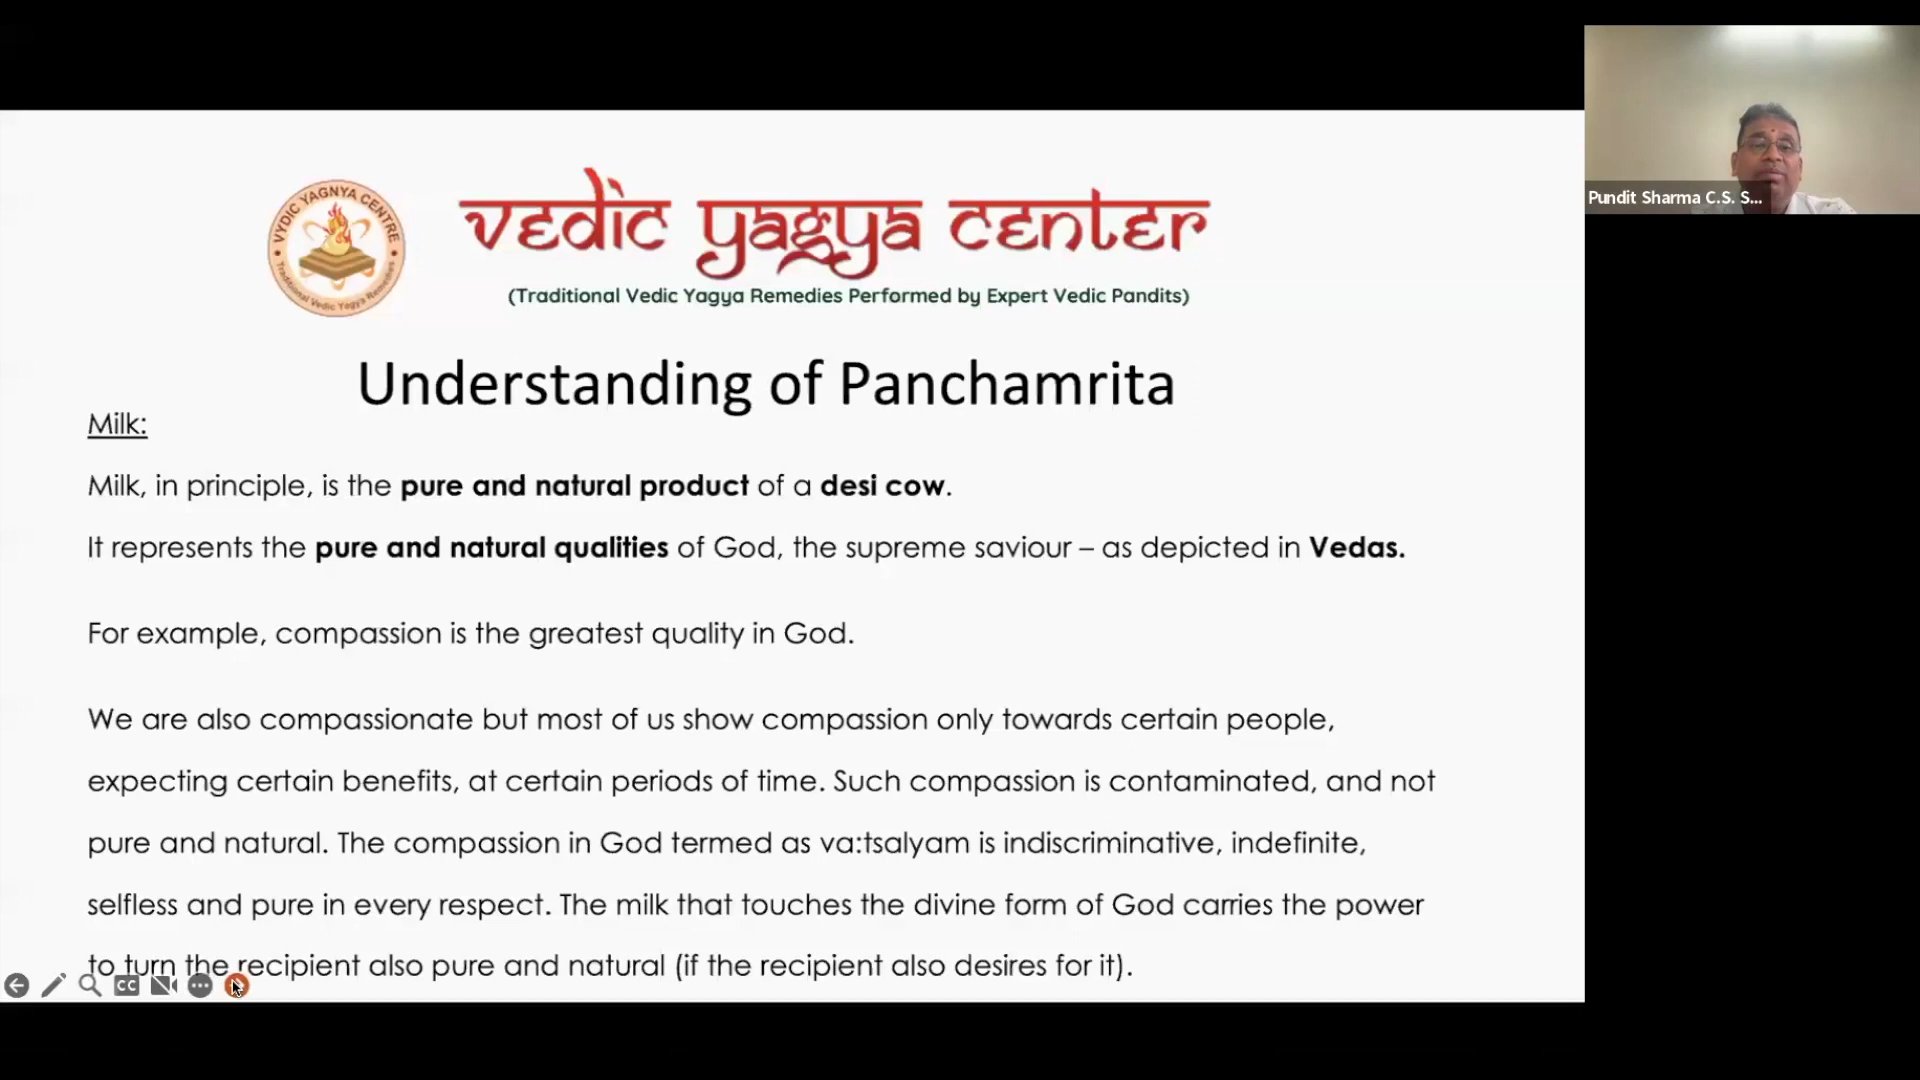 VYDIC YAGNYA CENTRE
Traditional Vedic Yagya Remedies
vedic yagya center
(Traditional Vedic Yagya Remedies Performed by Expert Vedic Pandits)
Understanding of Panchamrita
Milk:
Milk, in principle, is the pure and natural product of a desi cow.
It represents the pure and natural qualities of God, the supreme saviour – as depicted in Vedas.
For example, compassion is the greatest quality in God.
We are also compassionate but most of us show compassion only towards certain people,
expecting certain benefits, at certain periods of time. Such compassion is contaminated, and not
pure and natural. The compassion in God termed as va:tsalyam is indiscriminative, indefinite,
selfless and pure in every respect. The milk that touches the divine form of God carries the power
to turn the recipient also pure and natural (if the recipient also desires for it).
CC
Pundit Sharma C.S. S...